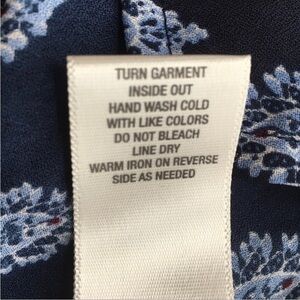 TURN GARMENT
INSIDE OUT
HAND WASH COLD
WITH LIKE COLORS
DO NOT BLEACH
LINE DRY
WARM IRON ON REVERSE
SIDE AS NEEDED